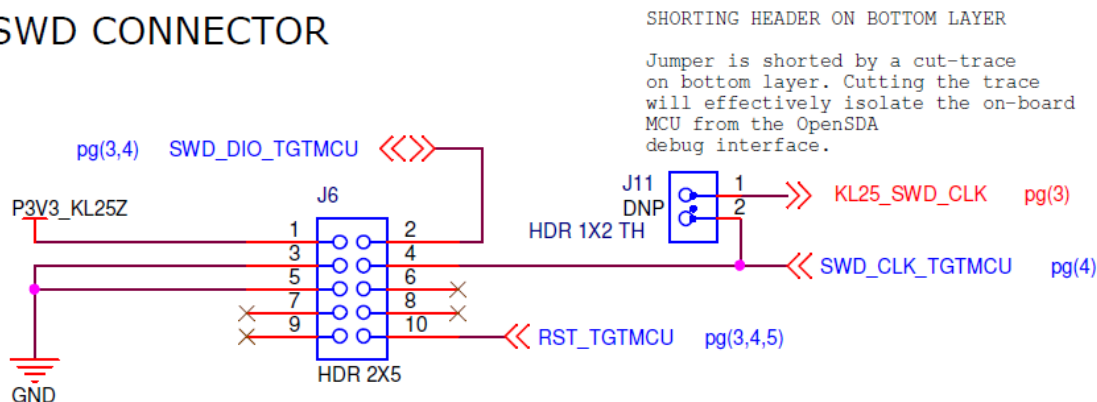 SWD CONNECTOR
SHORTING HEADER ON BOTTOM LAYER
Jumper is shorted by a cut-trace
on bottom layer. Cutting the trace
will effectively isolate the on-board
MCU from the OpenSDA
debug interface.
pg(3,4) SWD_DIO_TGTMCU
J11
DNP
HDR 1X2 TH
1
2
KL25_SWD_CLK pg(3)
P3V3_KL25Z
J6
1 2
3 4
5 6
7 8
9 10
SWD_CLK_TGTMCU pg(4)
RST_TGTMCU pg(3,4,5)
HDR 2X5
GND